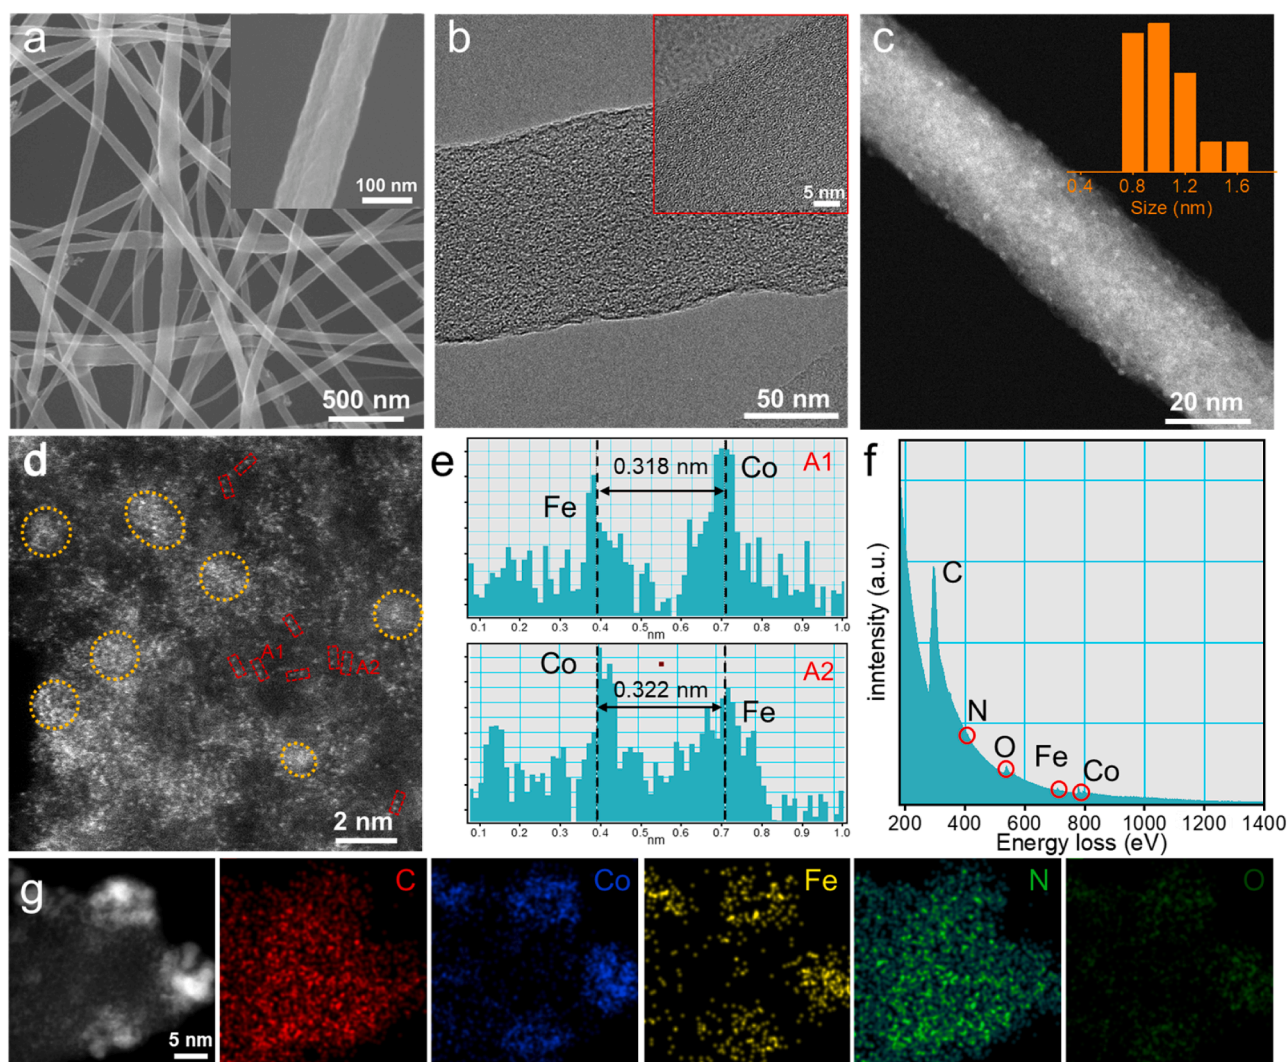 a
100 nm
500 nm
b
5 nm
50 nm
c
0.4 0.8 1.2 1.6
Size (nm)
20 nm
d
A1
A2
2 nm
e
0.318 nm
Co
A1
Fe
0.1 0.2 0.3 0.4 0.5 0.6 0.7 0.8 0.9 1.0
nm
Co
A2
0.322 nm
Fe
0.1 0.2 0.3 0.4 0.5 0.6 0.7 0.8 0.9 1.0
nm
f
inntensity (a.u.)
C
N
O
Fe
Co
200 400 600 800 1000 1200 1400
Energy loss (eV)
g
5 nm
C
Co
Fe
N
O